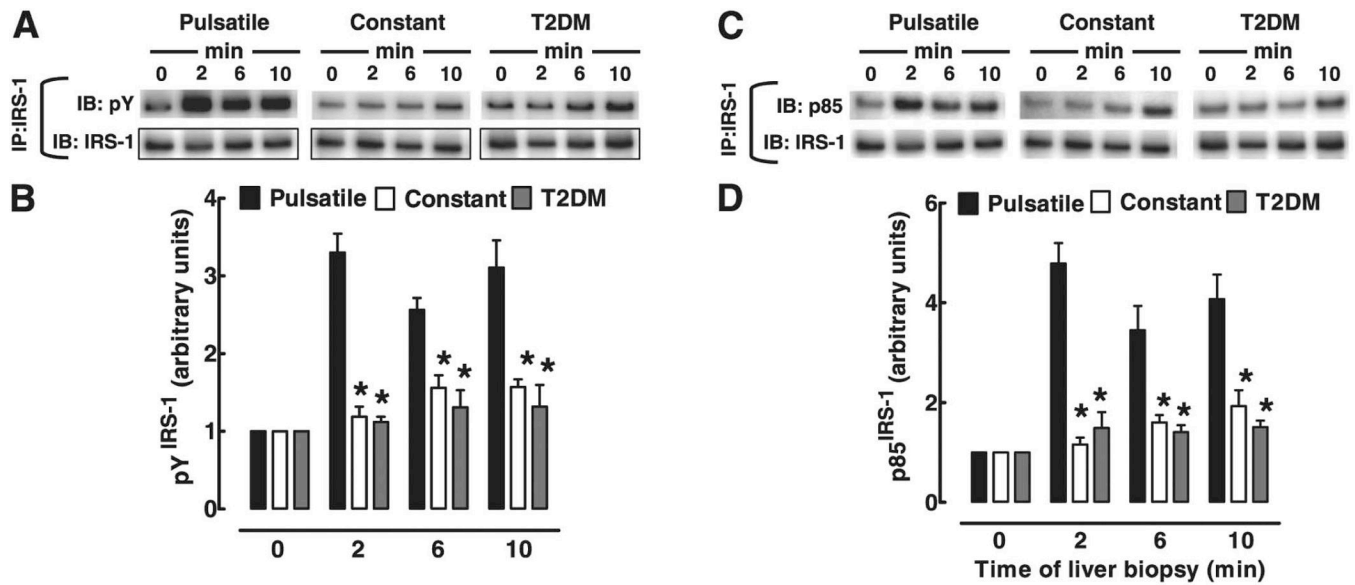 A
Pulsatile Constant T2DM
min min min
0 2 6 10 0 2 6 10 0 2 6 10
IP:IRS-1
IB: pY
IB: IRS-1
B
Pulsatile Constant T2DM
pY IRS-1 (arbitrary units)
4
3
2
1
0
* * * * * *
0 2 6 10
C
Pulsatile Constant T2DM
min min min
0 2 6 10 0 2 6 10 0 2 6 10
IP:IRS-1
IB: p85
IB: IRS-1
D
Pulsatile Constant T2DM
p85 IRS-1 (arbitrary units)
6
4
2
0
* * * * * *
0 2 6 10
Time of liver biopsy (min)